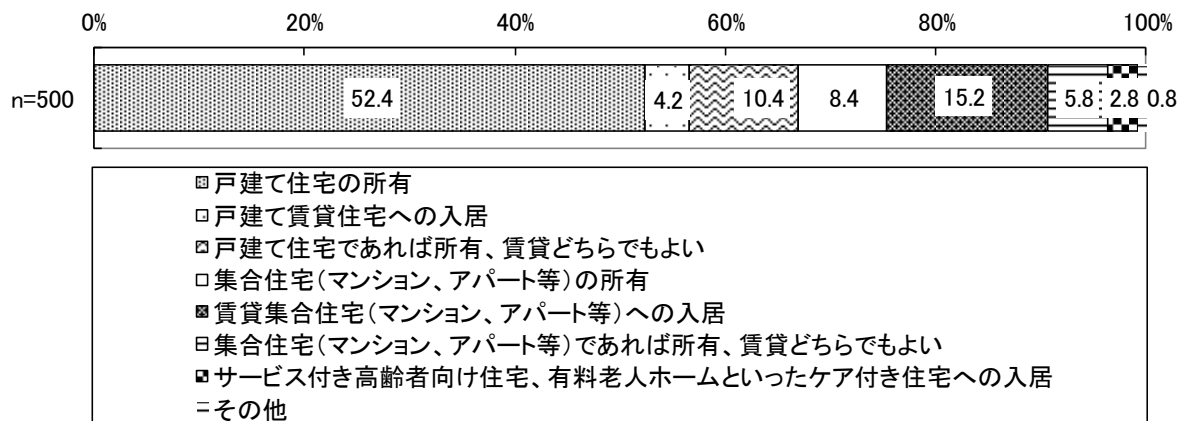 0% 20% 40% 60% 80% 100%
n=500 52.4 4.2 10.4 8.4 15.2 5.8 2.8 0.8
戸建て住宅の所有
戸建て賃貸住宅への入居
戸建て住宅であれば所有、賃貸どちらでもよい
集合住宅(マンション、アパート等)の所有
賃貸集合住宅(マンション、アパート等)への入居
集合住宅(マンション、アパート等)であれば所有、賃貸どちらでもよい
サービス付き高齢者向け住宅、有料老人ホームといったケア付き住宅への入居
その他